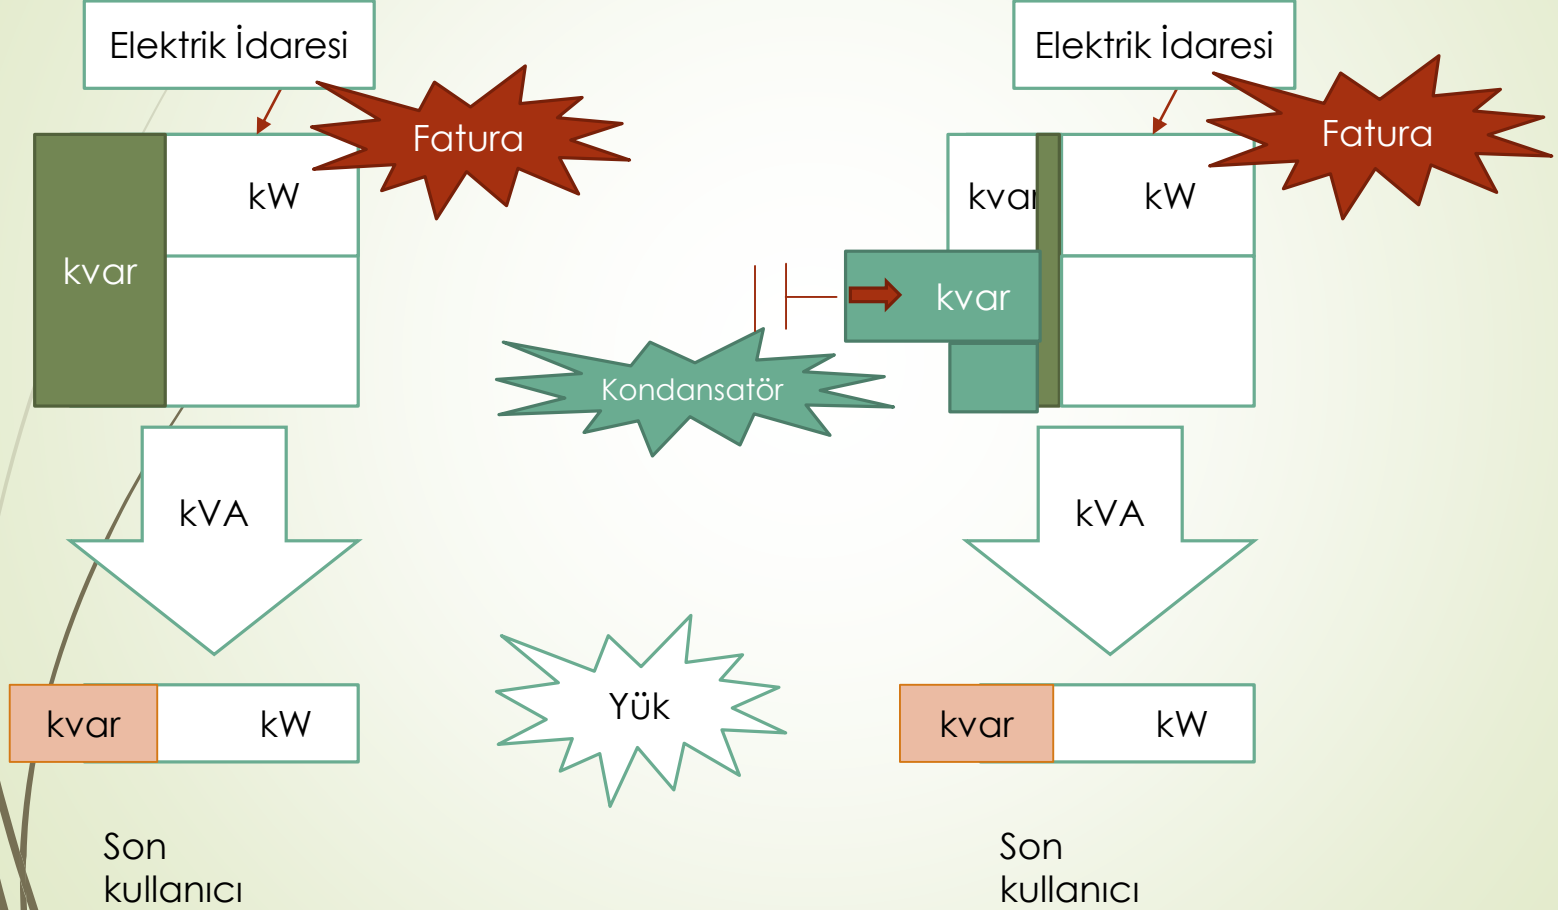 Elektrik İdaresi
Fatura
kW
kvar
kVA
kvar
kW
Son
kullanıcı
Kondansatör
Yük
Elektrik İdaresi
Fatura
kvar
kW
kvar
kVA
kvar
kW
Son
kullanıcı